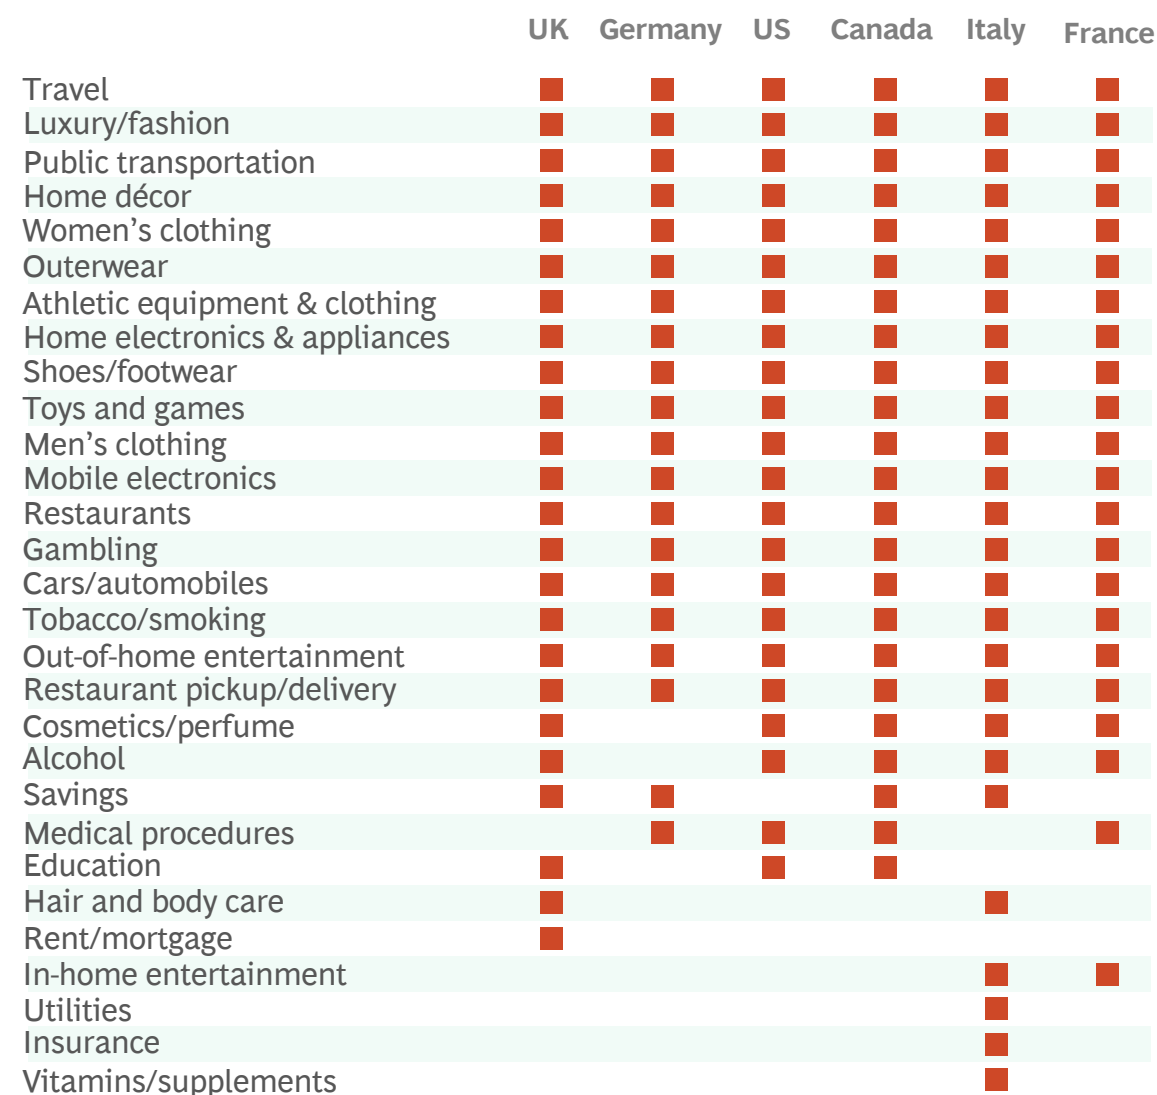 UK Germany US Canada Italy France
Travel
Luxury/fashion
Public transportation
Home décor
Women’s clothing
Outerwear
Athletic equipment & clothing
Home electronics & appliances
Shoes/footwear
Toys and games
Men’s clothing
Mobile electronics
Restaurants
Gambling
Cars/automobiles
Tobacco/smoking
Out-of-home entertainment
Restaurant pickup/delivery
Cosmetics/perfume
Alcohol
Savings
Medical procedures
Education
Hair and body care
Rent/mortgage
In-home entertainment
Utilities
Insurance
Vitamins/supplements